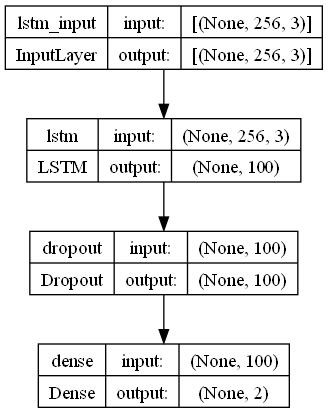 lstm_input input: [(None, 256, 3)]
InputLayer output: [(None, 256, 3)]
lstm input: (None, 256, 3)
LSTM output: (None, 100)
dropout input: (None, 100)
Dropout output: (None, 100)
dense input: (None, 100)
Dense output: (None, 2)